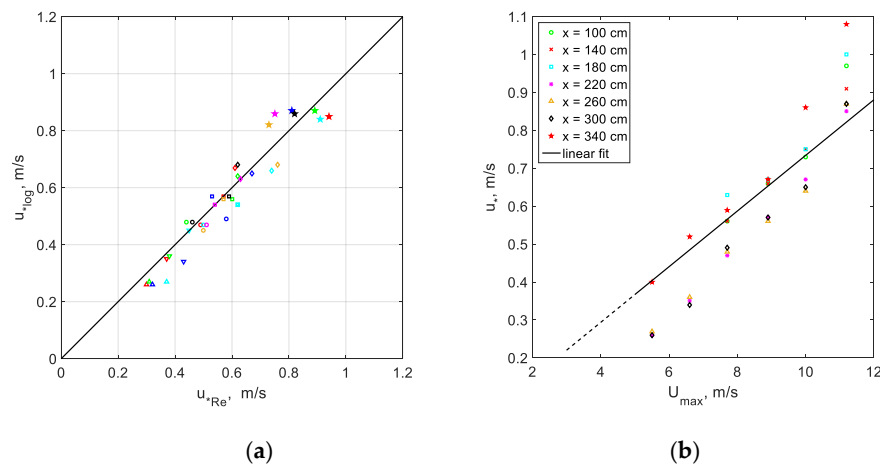 1.2
1
0.8
0.6
0.4
0.2
0
0 0.2 0.4 0.6 0.8 1 1.2
u*log, m/s
u*Re, m/s
(a)
1.1
1
0.9
0.8
0.7
0.6
0.5
0.4
0.3
0.2
2 4 6 8 10 12
u*, m/s
Umax, m/s
x = 100 cm
x = 140 cm
x = 180 cm
x = 220 cm
x = 260 cm
x = 300 cm
x = 340 cm
linear fit
(b)